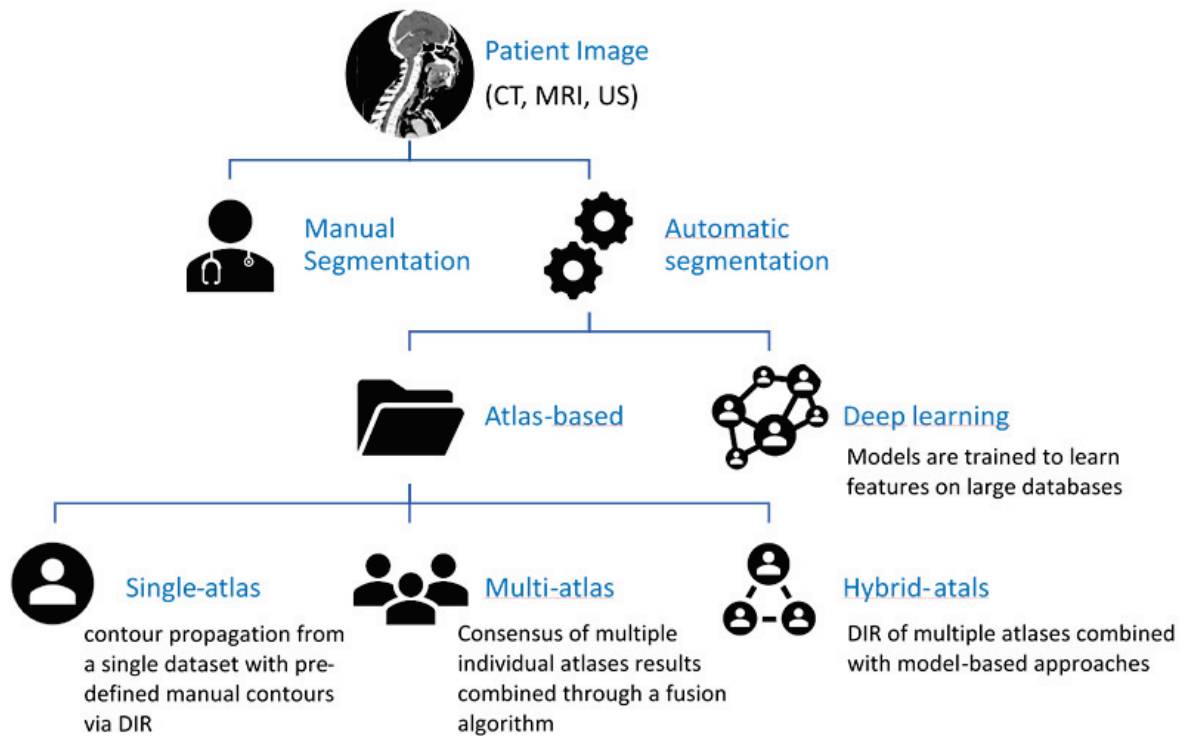 Patient Image
(CT, MRI, US)
Manual
Segmentation
Automatic
segmentation
Atlas-based
Deep learning
Models are trained to learn
features on large databases
Single-atlas
contour propagation from
a single dataset with pre-
defined manual contours
via DIR
Multi-atlas
Consensus of multiple
individual atlases results
combined through a fusion
algorithm
Hybrid-atals
DIR of multiple atlases combined
with model-based approaches